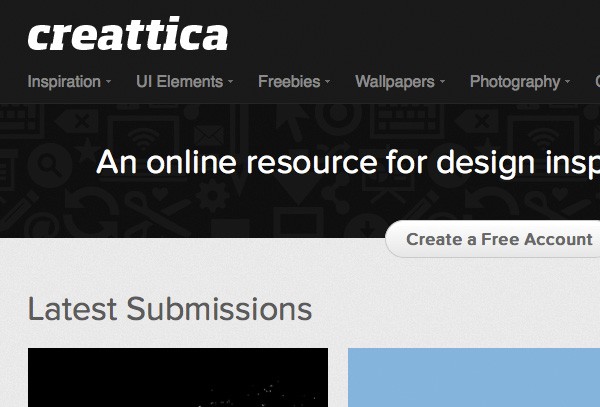 creattica
Inspiration UI Elements Freebies Wallpapers Photography
An online resource for design insp
Create a Free Account
Latest Submissions